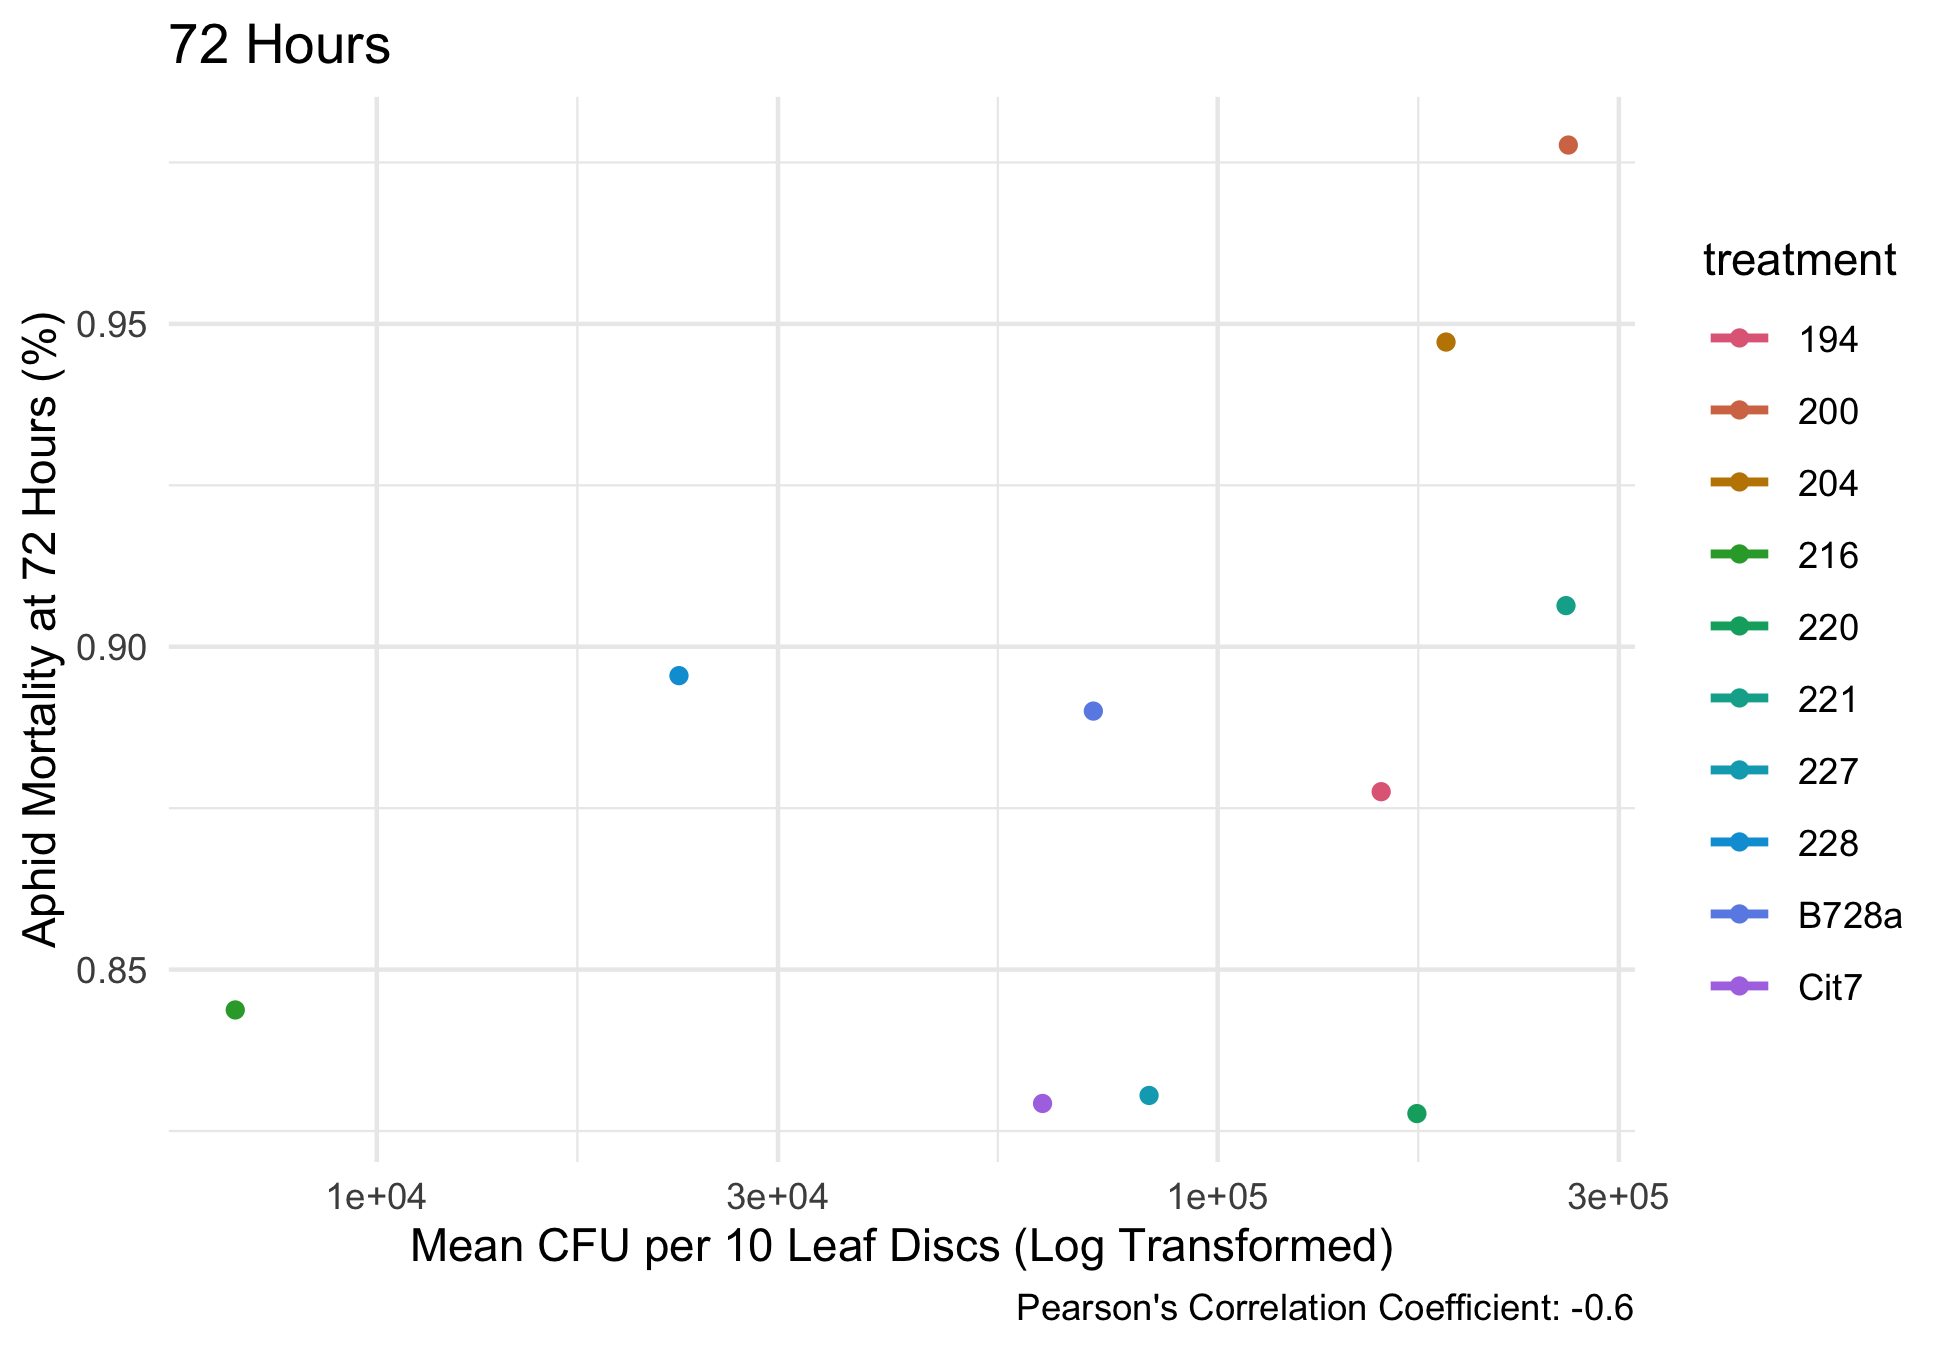 72 Hours
Aphid Mortality at 72 Hours (%)
0.95
0.90
0.85
1e+04
3e+04
1e+05
3e+05
Mean CFU per 10 Leaf Discs (Log Transformed)
Pearson's Correlation Coefficient: -0.6
treatment
194
200
204
216
220
221
227
228
B728a
Cit7